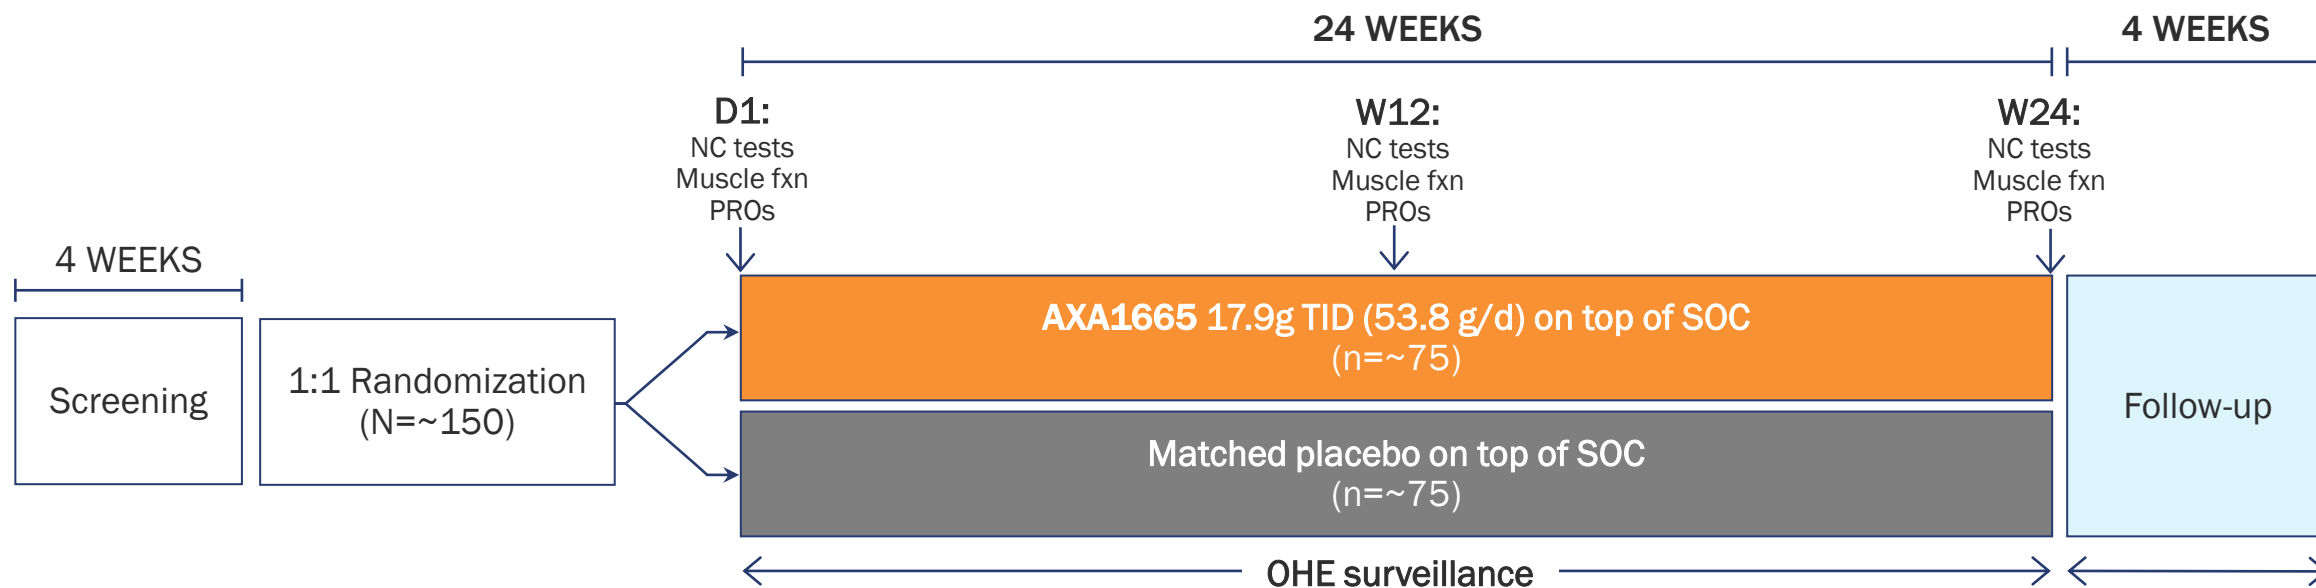 24 WEEKS
4 WEEKS
D1:
NC tests
Muscle fxn
PROs
W12:
NC tests
Muscle fxn
PROs
W24:
NC tests
Muscle fxn
PROs
4 WEEKS
Screening
1:1 Randomization
(N=~150)
AXA1665 17.9g TID (53.8 g/d) on top of SOC
(n=~75)
Matched placebo on top of SOC
(n=~75)
Follow-up
OHE surveillance